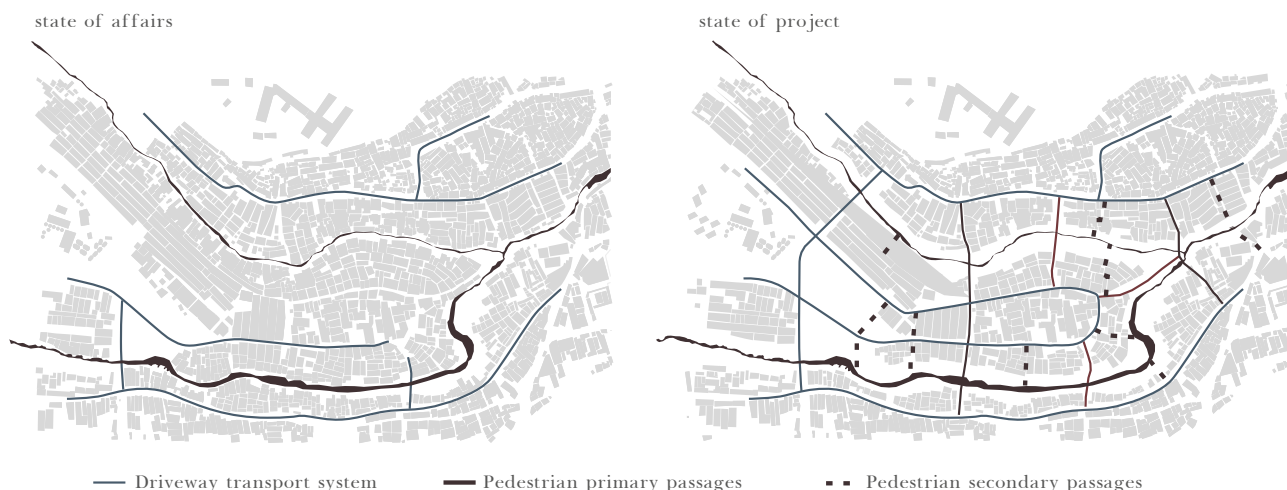 state of affairs
state of project
Driveway transport system
Pedestrian primary passages
Pedestrian secondary passages